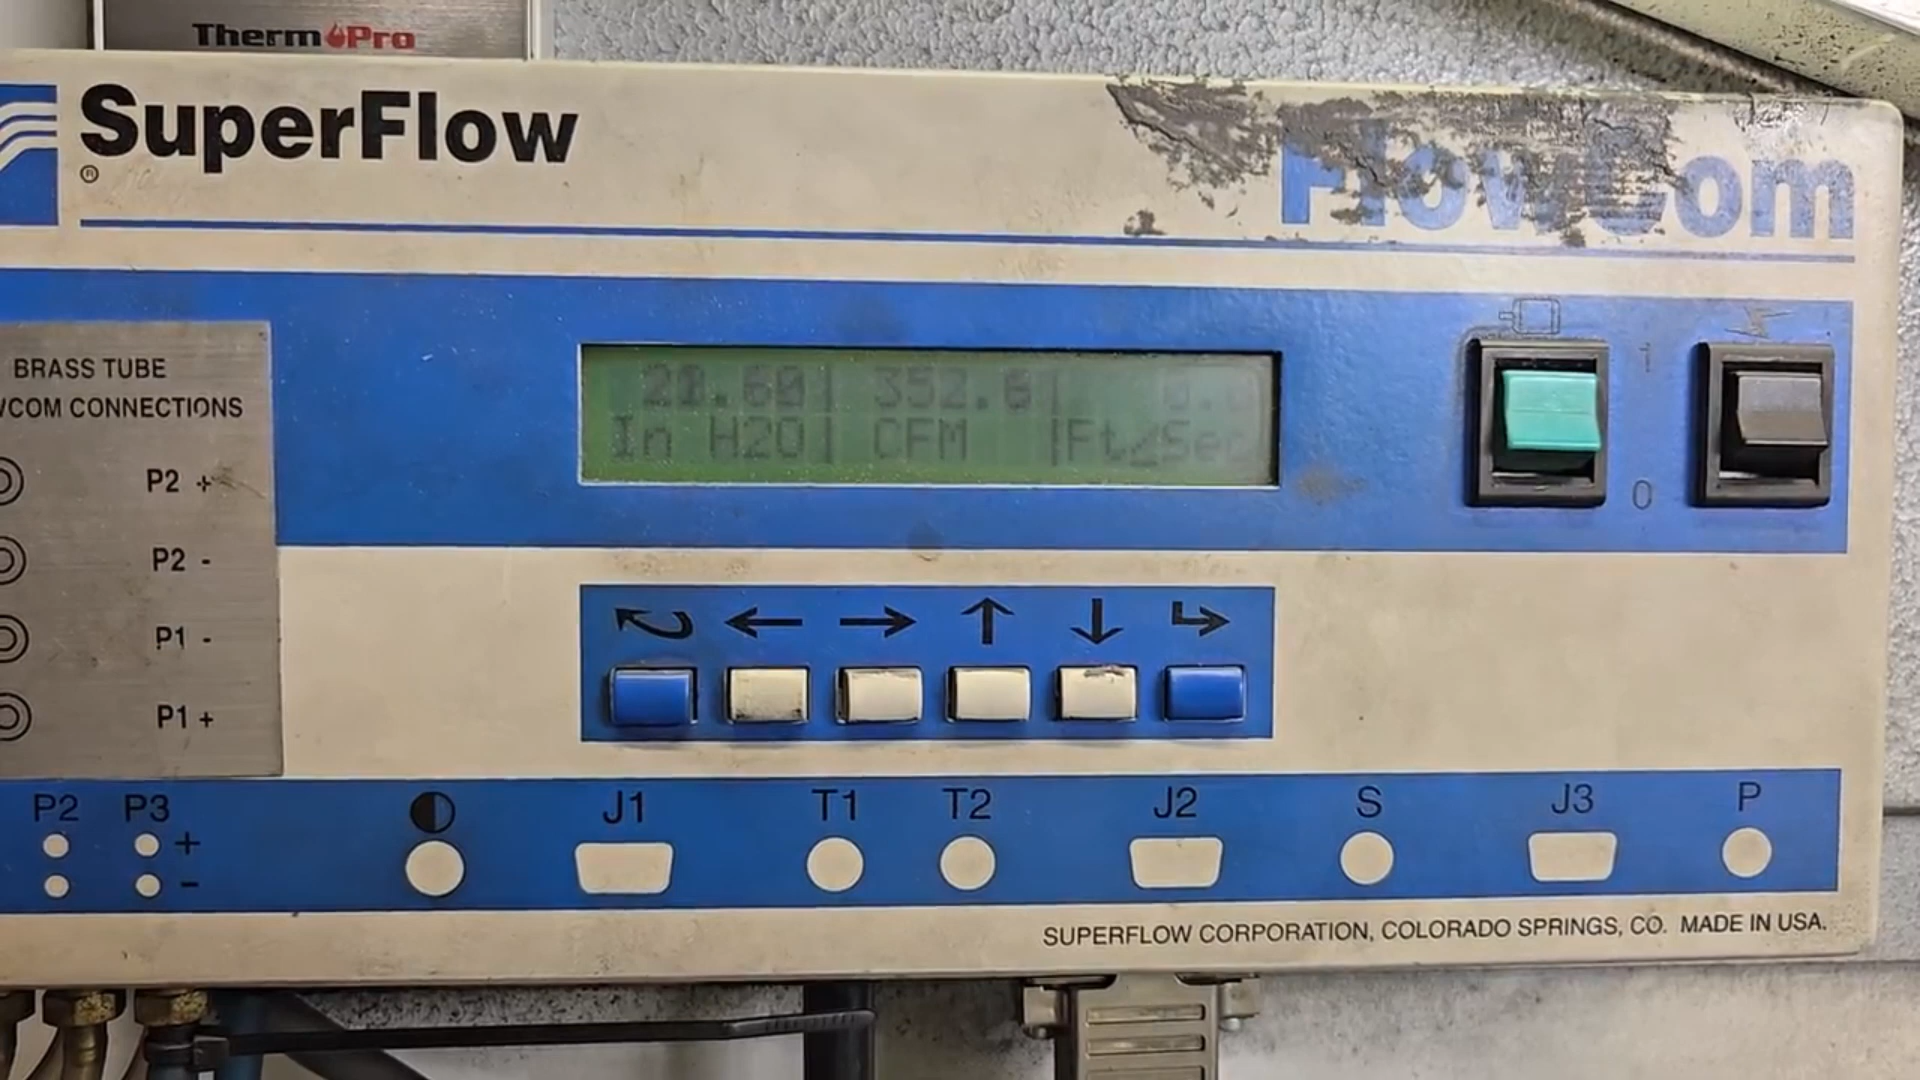 ThermoPro
SuperFlow
®
FlowCom
BRASS TUBE
WCOM CONNECTIONS
352.6|
In H2O| CFM |Ft/Sec
1
0
P2 +
P2 -
P1 -
P1 +
P2 P3 J1 T1 T2 J2 S J3 P
+
-
SUPERFLOW CORPORATION, COLORADO SPRINGS, CO. MADE IN USA.